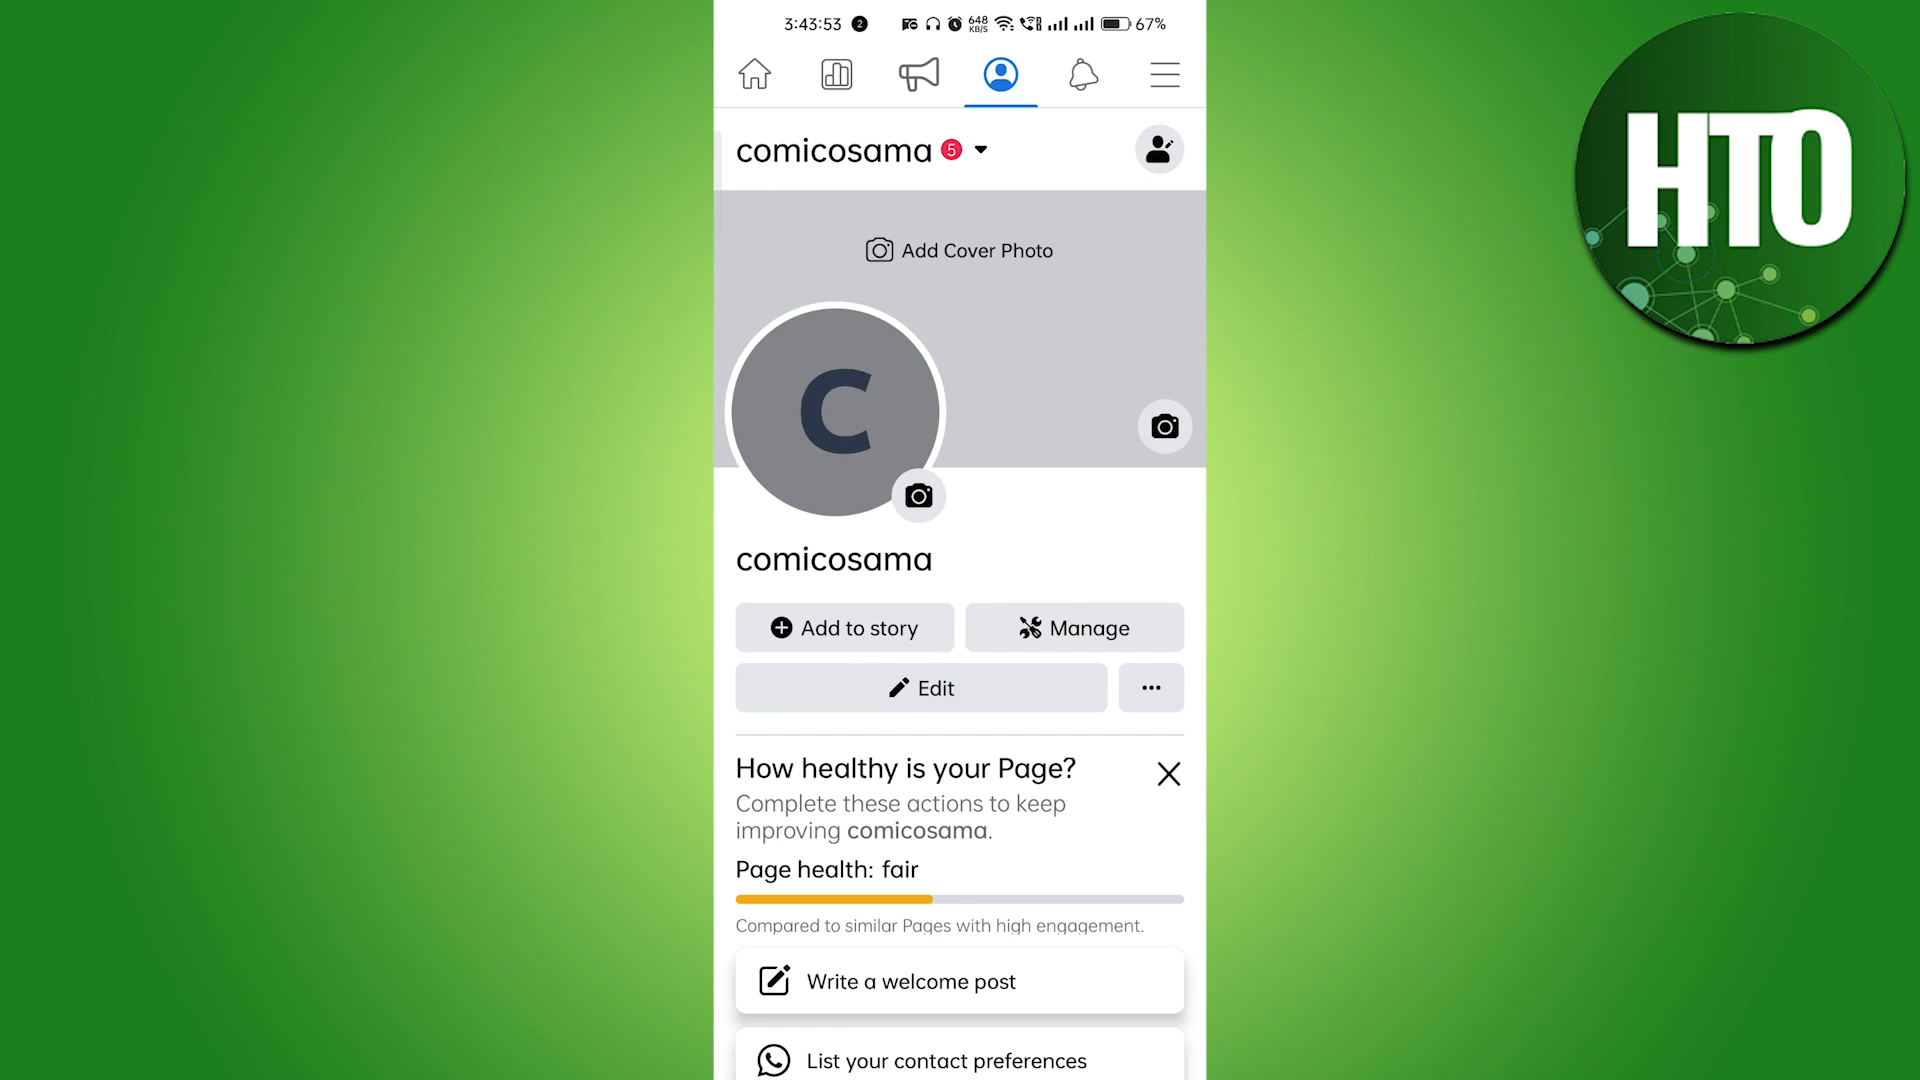 3:43:53 2 648 KB/S 67%
HTO
comicosama 5
Add Cover Photo
C
comicosama
Add to story
Manage
Edit
How healthy is your Page?
Complete these actions to keep
improving comicosama.
Page health: fair
Compared to similar Pages with high engagement.
Write a welcome post
List your contact preferences